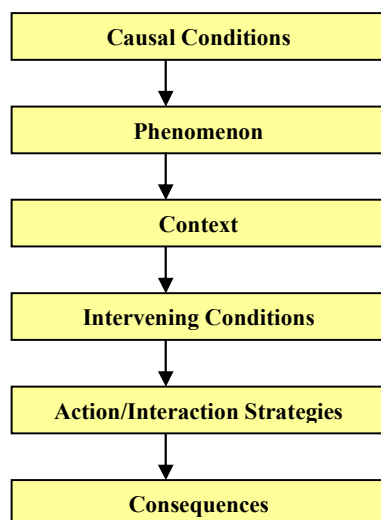 Causal Conditions
Phenomenon
Context
Intervening Conditions
Action/Interaction Strategies
Consequences